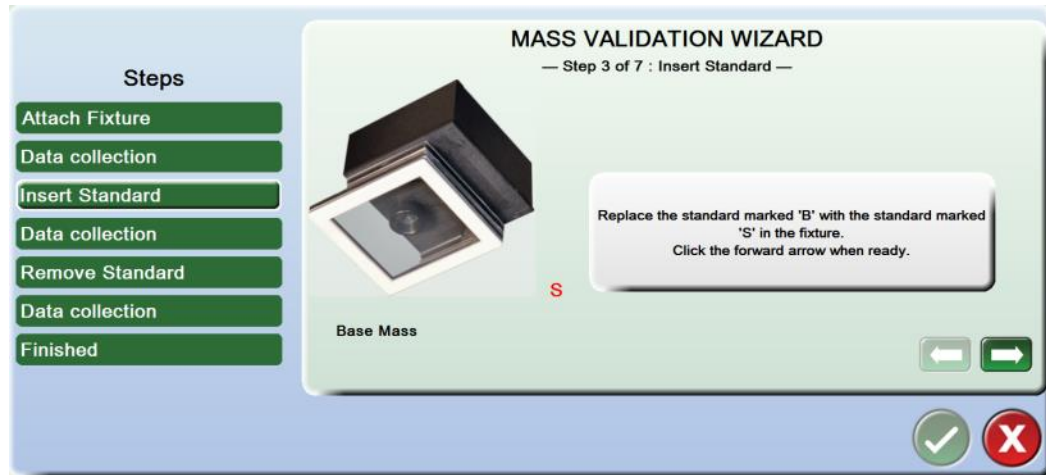 Steps
Attach Fixture
Data collection
Insert Standard
Data collection
Remove Standard
Data collection
Finished
MASS VALIDATION WIZARD
— Step 3 of 7 : Insert Standard —
Replace the standard marked 'B' with the standard marked
'S' in the fixture.
Click the forward arrow when ready.
S
Base Mass
X